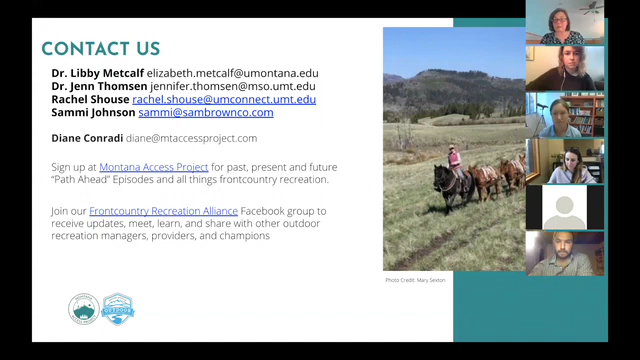 CONTACT US
Dr. Libby Metcalf elizabeth.metcalf@umontana.edu
Dr. Jenn Thomsen jennifer.thomsen@mso.umt.edu
Rachel Shouse rachel.shouse@umconnect.umt.edu
Sammi Johnson sammi@sambrownco.com
Diane Conradi diane@mtaccessproject.com
Sign up at Montana Access Project for past, present and future
“Path Ahead” Episodes and all things frontcountry recreation.
Join our Frontcountry Recreation Alliance Facebook group to
receive updates, meet, learn, and share with other outdoor
recreation managers, providers, and champions
Photo Credit: Mary Sexton
OUTDOOR